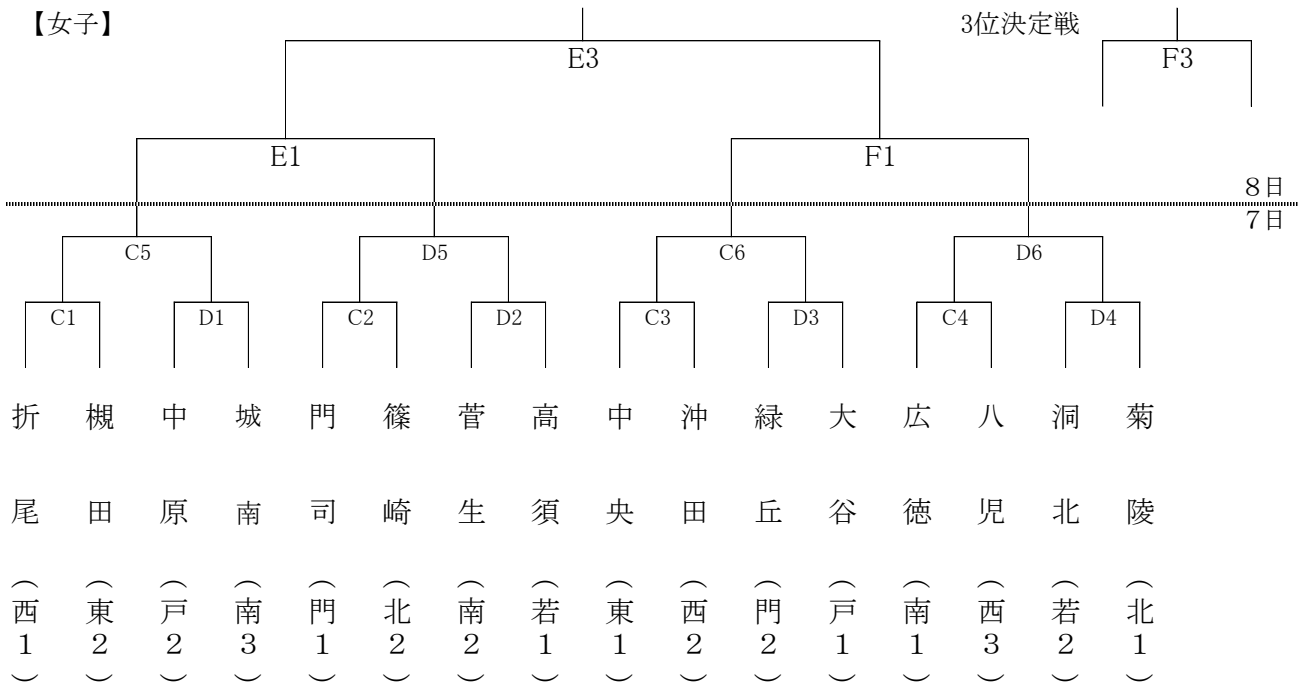 【女子】
3位決定戦
E3
F3
E1
F1
8日
7日
C5
D5
C6
D6
C1
D1
C2
D2
C3
D3
C4
D4
折尾(西1)
槻田(東2)
中原(戸2)
城南(南3)
門司(門1)
篠崎(北2)
菅生(南2)
高須(若1)
中央(東1)
沖田(西2)
緑丘(門2)
大谷(戸1)
広徳(南1)
八児(西3)
洞北(若2)
菊陵(北1)